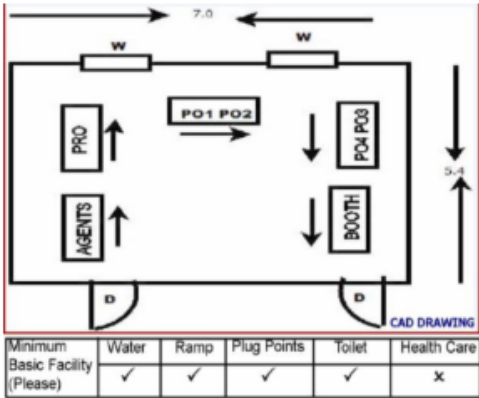 7.0
W W
PO1 PO2
PRO
PO4 PO3
5.4
AGENTS
BOOTH
D D
CAD DRAWING
Minimum Basic Facility (Please) Water Ramp Plug Points Toilet Health Care
✓ ✓ ✓ ✓ x